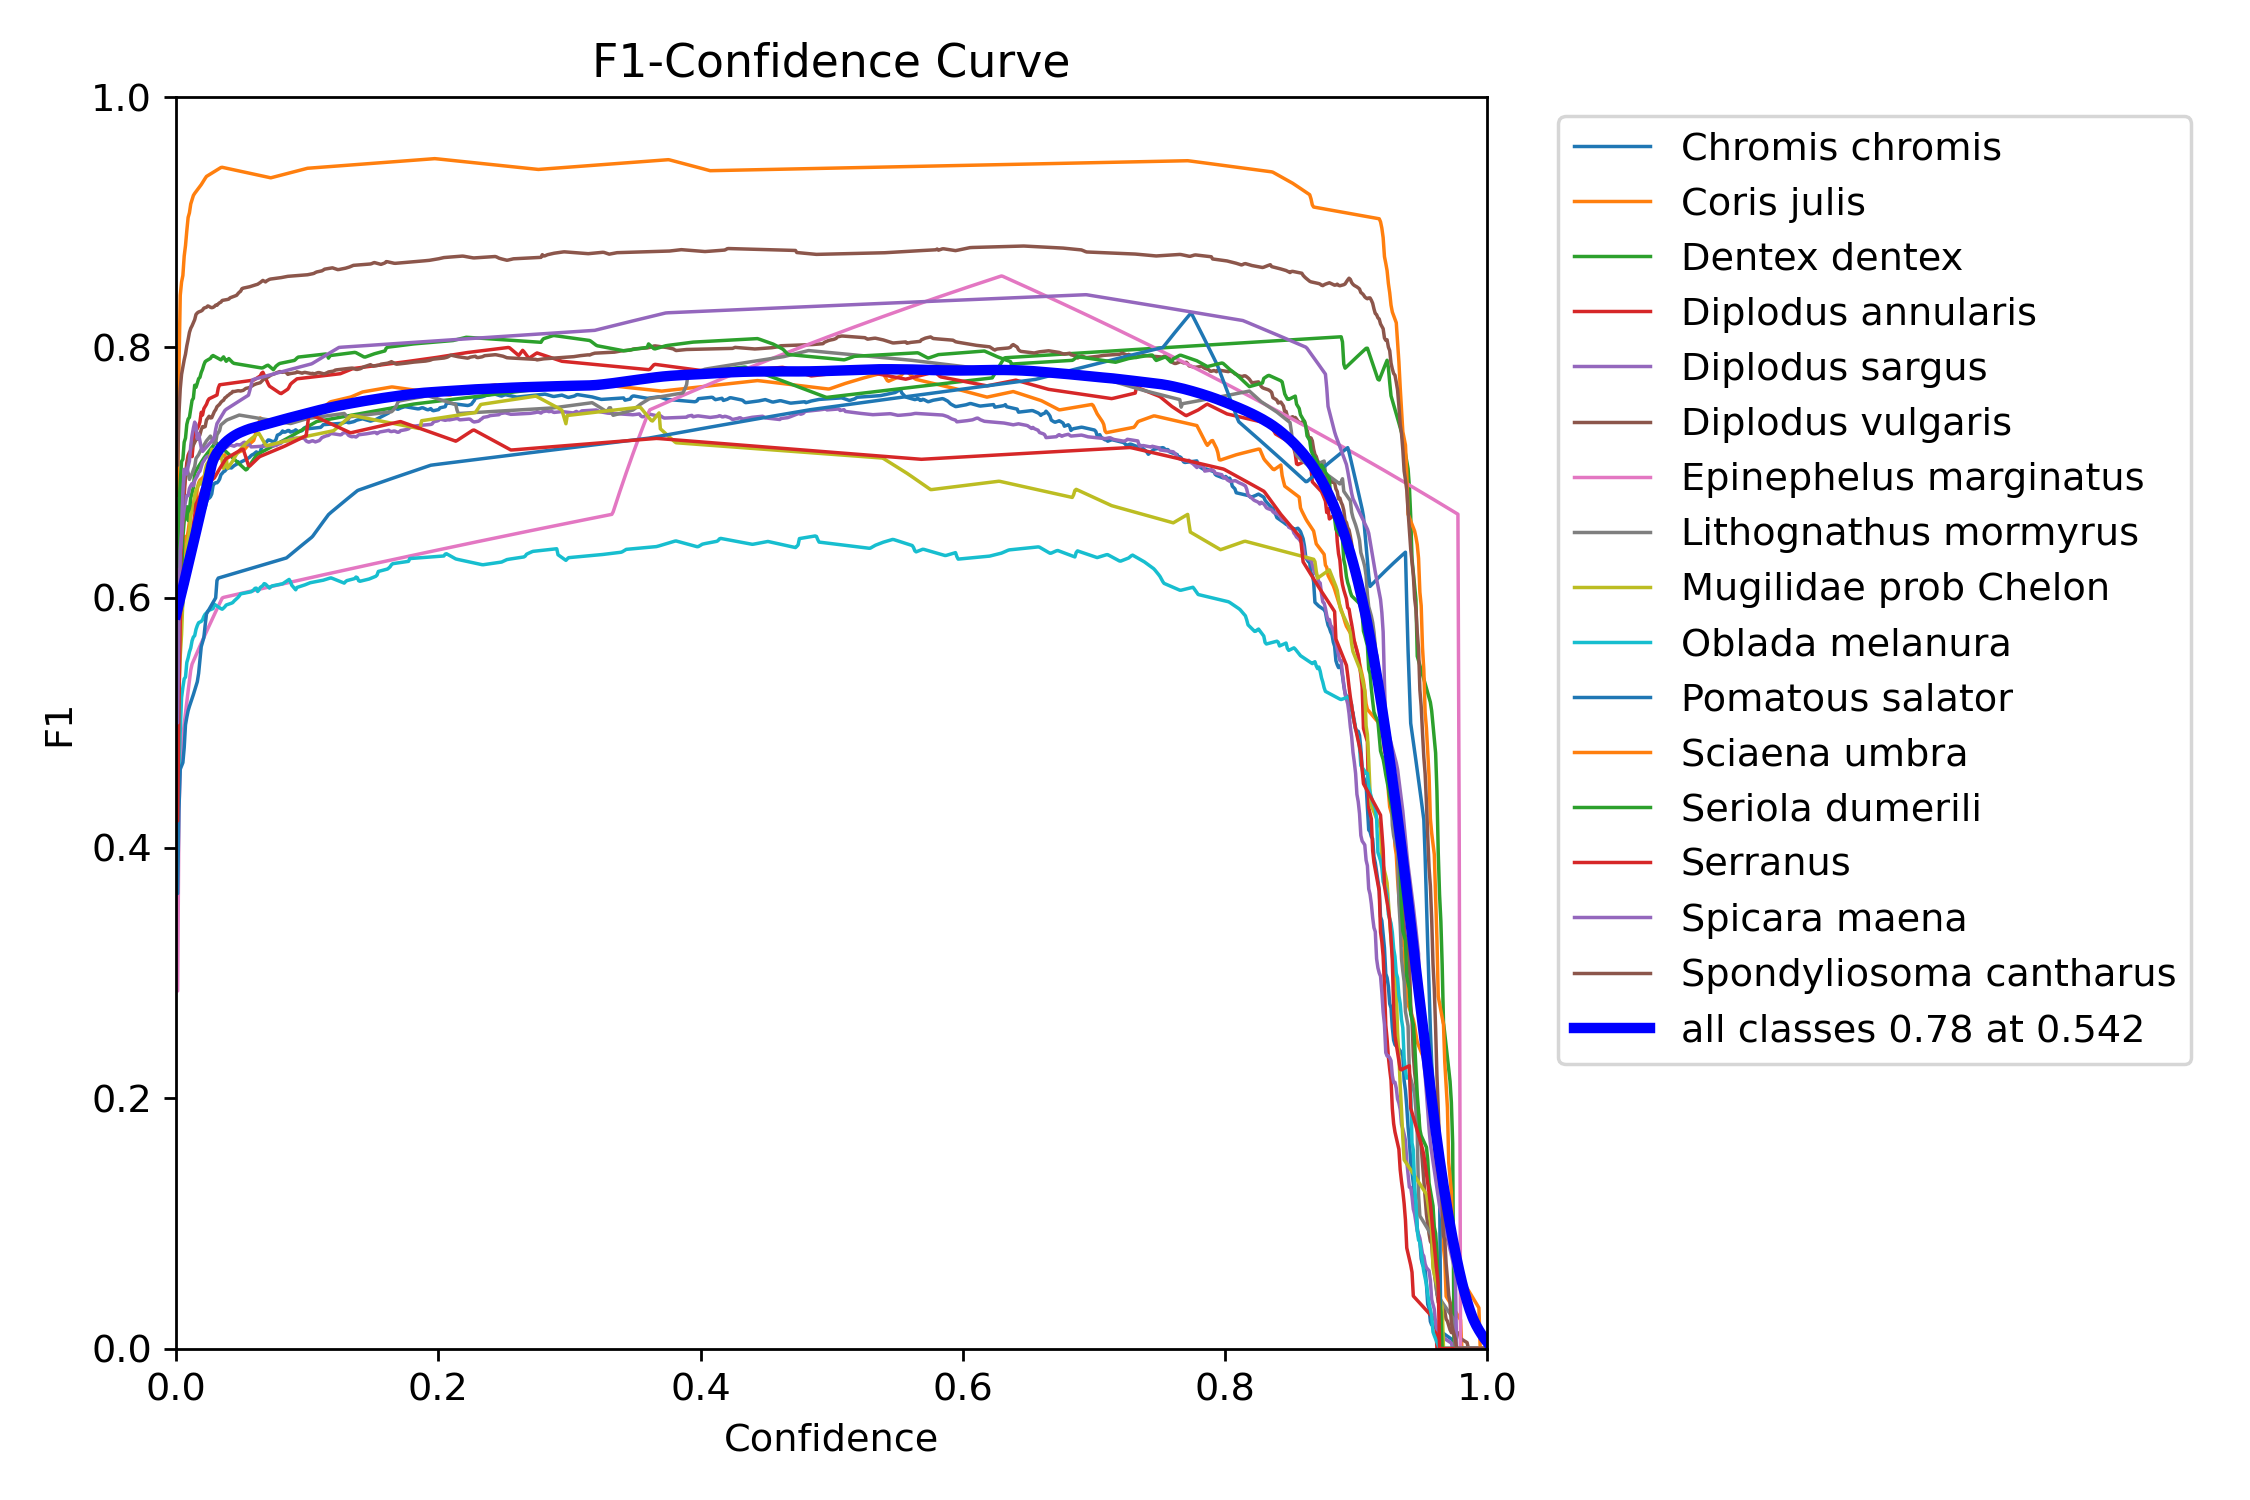 F1-Confidence Curve
1.0
0.8
0.6
0.4
0.2
0.0
F1
0.0 0.2 0.4 0.6 0.8 1.0
Confidence
Chromis chromis
Coris julis
Dentex dentex
Diplodus annularis
Diplodus sargus
Diplodus vulgaris
Epinephelus marginatus
Lithognathus mormyrus
Mugilidae prob Chelon
Oblada melanura
Pomatous salator
Sciaena umbra
Seriola dumerili
Serranus
Spicara maena
Spondyliosoma cantharus
all classes 0.78 at 0.542